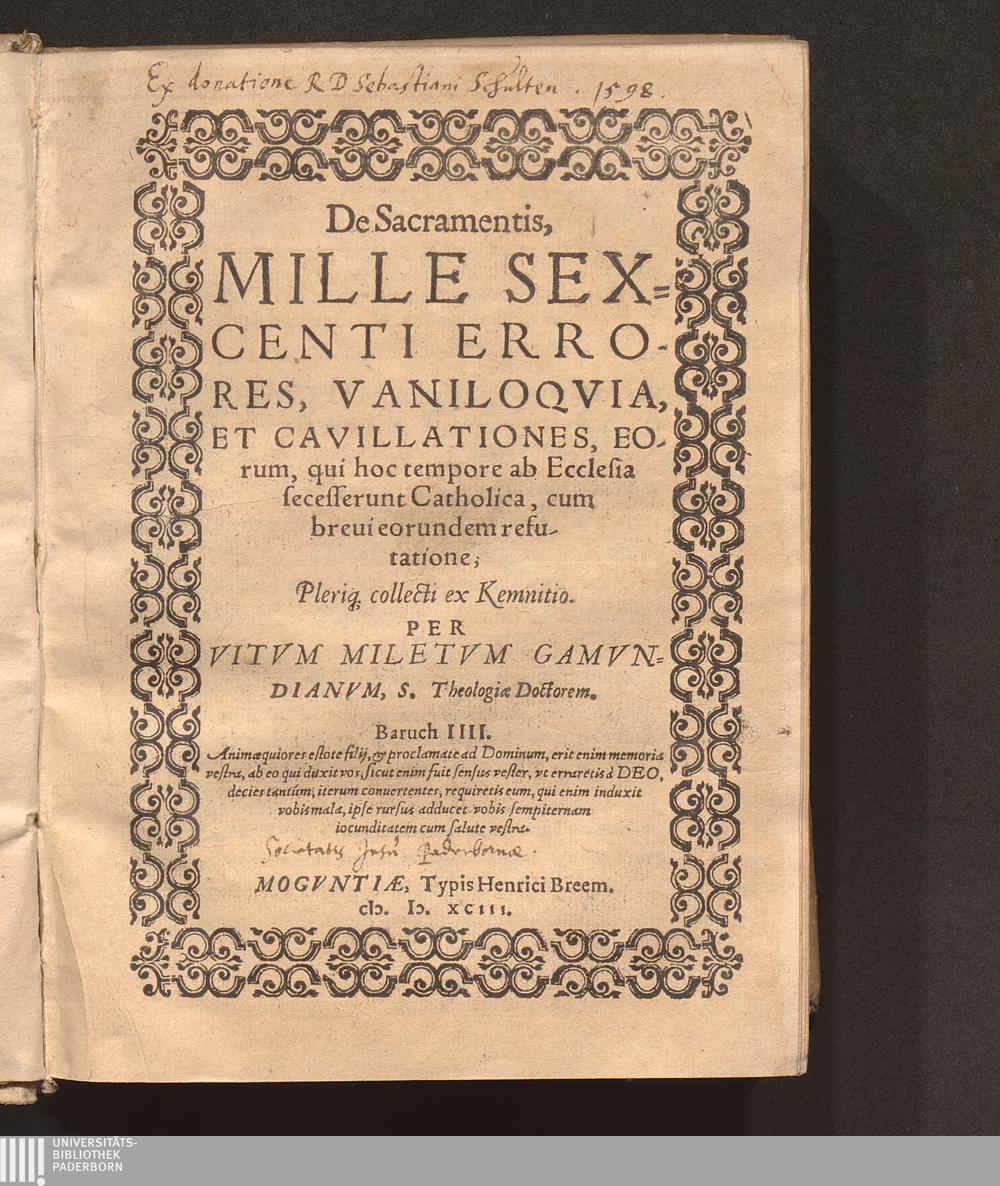 Ex donatione R D Sebastiani Schulten . 1598.
De Sacramentis,
MILLE SEX=
CENTI ERRO-
RES, VANILOQVIA,
ET CAVILLATIONES, EO-
rum, qui hoc tempore ab Ecclesia
ſeceſſerunt Catholica, cum
breui eorundem refu-
tatione;
Pleriq; collecti ex Kemnitio.
PER
VITVM MILETVM GAMVN=
DIANVM, S. Theologiæ Doctorem.
Baruch IIII.
Animæquiores eſtote filij, & proclamate ad Dominum, erit enim memoria
veſtra, ab eo qui duxit vos, ſicut enim fuit ſenſus veſter, vt erraretis à DEO,
decies tantùm, iterum conuertentes, requiretis eum, qui enim induxit
vobis mala, ipſe rurſus adducet vobis ſempiternam
iocunditatem cum ſalute veſtra.
Societatis Jesu Paderbornæ.
MOGVNTIÆ, Typis Henrici Breem.
cIↄ. Iↄ. XCIII.
UNIVERSITÄTS-
BIBLIOTHEK
PADERBORN